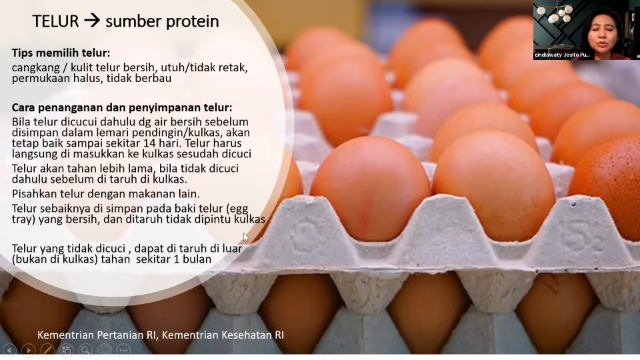 TELUR → sumber protein
Tips memilih telur:
cangkang / kulit telur bersih, utuh/tidak retak,
permukaan halus, tidak berbau
Cara penanganan dan penyimpanan telur:
Bila telur dicucui dahulu dg air bersih sebelum
disimpan dalam lemari pendingin/kulkas, akan
tetap baik sampai sekitar 14 hari. Telur harus
langsung di masukkan ke kulkas sesudah dicuci
Telur akan tahan lebih lama, bila tidak dicuci
dahulu sebelum di taruh di kulkas.
Pisahkan telur dengan makanan lain.
Telur sebaiknya di simpan pada baki telur (egg
tray) yang bersih, dan ditaruh tidak dipintu kulkas
Telur yang tidak dicuci , dapat di taruh di luar
(bukan di kulkas) tahan  sekitar 1 bulan
Kementrian Pertanian RI, Kementrian Kesehatan RI